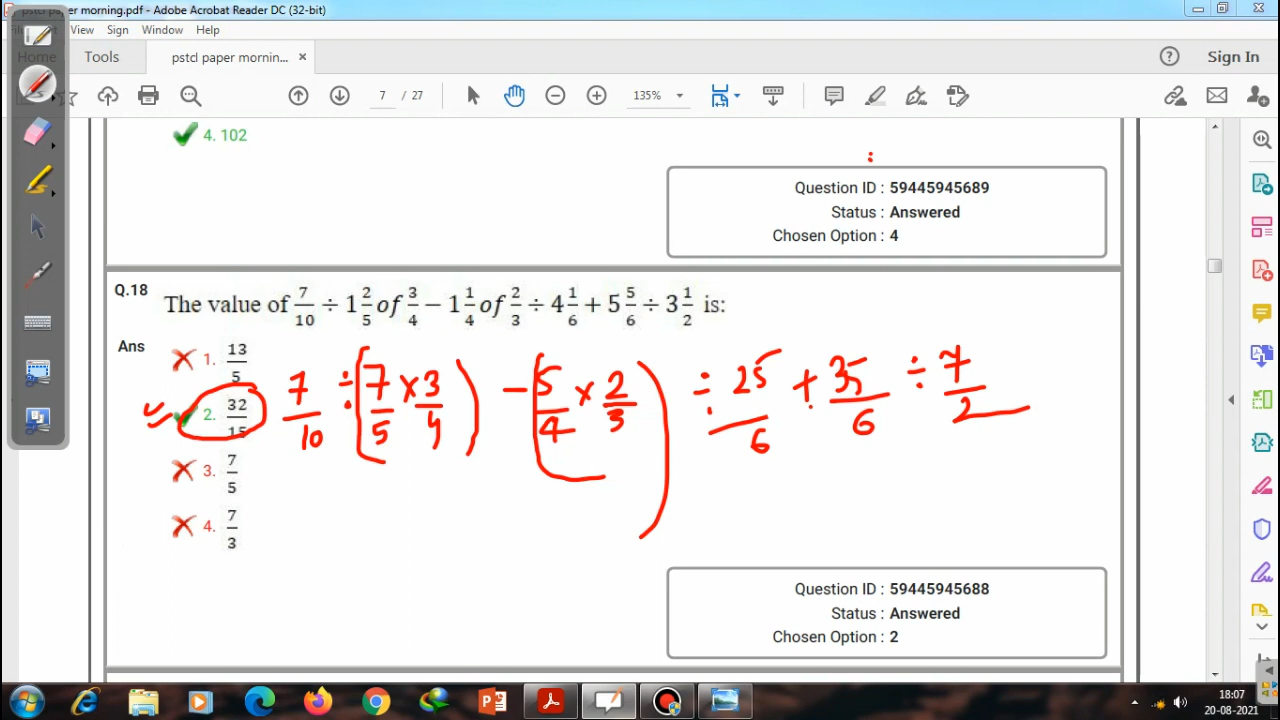 pstcl paper morning.pdf - Adobe Acrobat Reader DC (32-bit)
View Sign Window Help
Home Tools pstcl paper mornin... × ? Sign In
7 / 27 135%
4. 102
Question ID : 59445945689
Status : Answered
Chosen Option : 4
Q.18 The value of 7/10 ÷ 1 2/5 of 3/4 − 1 1/4 of 2/3 ÷ 4 1/6 + 5 5/6 ÷ 3 1/2 is:
Ans 1. 13/5
2. 32/15
3. 7/5
4. 7/3
7/10 ÷ (7/5 × 3/4) − (5/4 × 2/3) ÷ 25/6 + 35/6 ÷ 7/2
Question ID : 59445945688
Status : Answered
Chosen Option : 2
18:07
20-08-2021